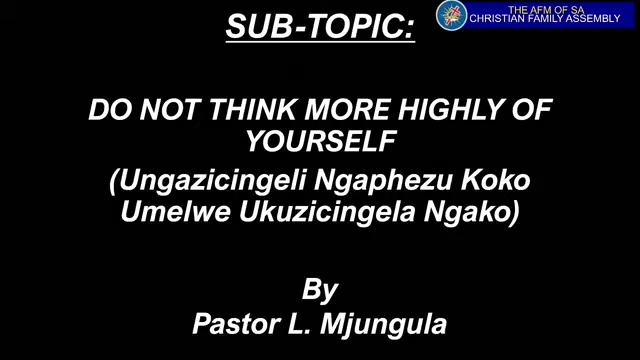 THE AFM OF SA
CHRISTIAN FAMILY ASSEMBLY
SUB-TOPIC:
DO NOT THINK MORE HIGHLY OF
YOURSELF
(Ungazicingeli Ngaphezu Koko
Umelwe Ukuzicingela Ngako)
By
Pastor L. Mjungula